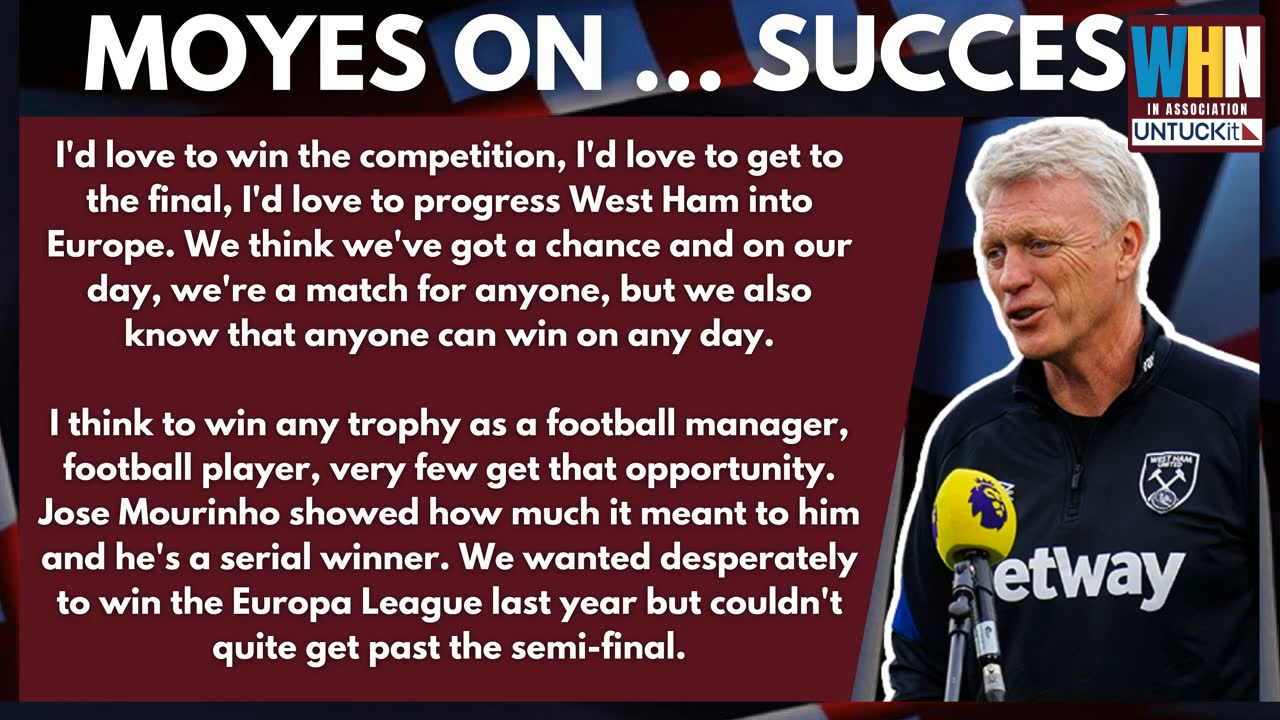 MOYES ON ... SUCCES
WHN
IN ASSOCIATION
UNTUCKit
I'd love to win the competition, I'd love to get to
the final, I'd love to progress West Ham into
Europe. We think we've got a chance and on our
day, we're a match for anyone, but we also
know that anyone can win on any day.
I think to win any trophy as a football manager,
football player, very few get that opportunity.
Jose Mourinho showed how much it meant to him
and he's a serial winner. We wanted desperately
to win the Europa League last year but couldn't
quite get past the semi-final.
WEST HAM
UNITED
etway